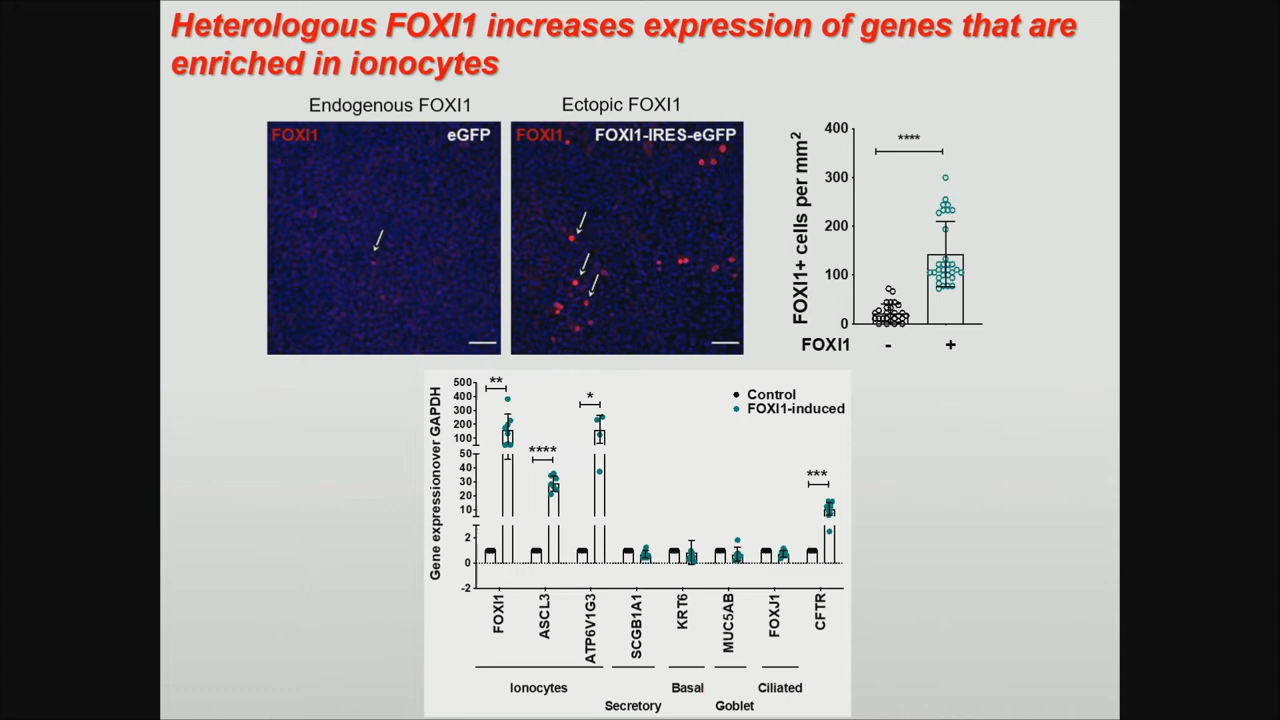 Heterologous FOXI1 increases expression of genes that are
enriched in ionocytes
Endogenous FOXI1
Ectopic FOXI1
FOXI1
eGFP
FOXI1
FOXI1-IRES-eGFP
FOXI1+ cells per mm2
400
300
200
100
0
****
FOXI1
-
+
Gene expressionover GAPDH
500
400
300
200
100
50
40
30
20
10
2
0
-2
**
****
*
***
Control
FOXI1-induced
FOXI1
ASCL3
ATP6V1G3
SCGB1A1
KRT6
MUC5AB
FOXJ1
CFTR
Ionocytes
Secretory
Basal
Goblet
Ciliated